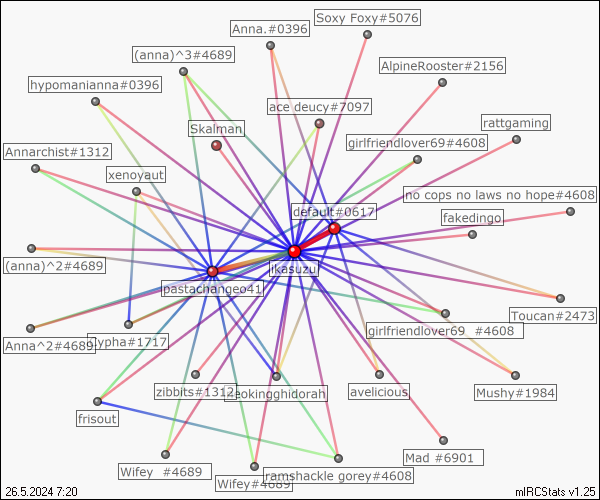 Soxy Foxy#5076
Anna.#0396
(anna)^3#4689
AlpineRooster#2156
hypomanianna#0396
ace deucy#7097
Skalman
rattgaming
girlfriendlover69#4608
Annarchist#1312
xenoyaut
no cops no laws no hope#4608
default#0617
fakedingo
(anna)^2#4689
ikasuzu
pastachangeo41
Toucan#2473
girlfriendlover69 #4608
Anna^2#4689
hypha#1717
zibbits#1312
avelicious
Mushy#1984
frisout
Mad #6901
Wifey #4689
ramshackle gorey#4608
Wifey#4689
26.5.2024 7:20
mIRCStats v1.25